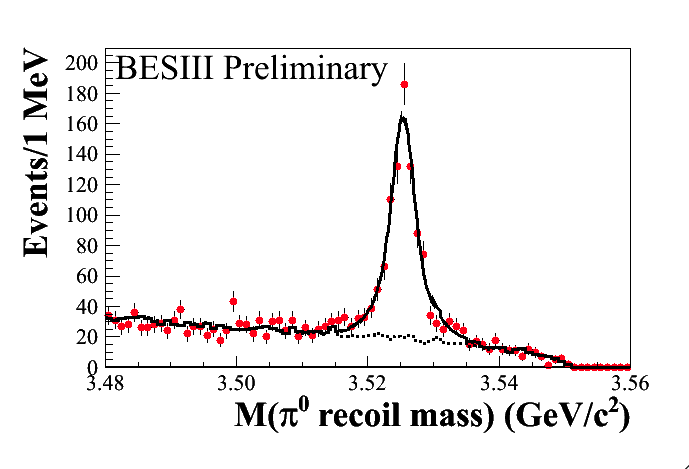 BESIII Preliminary
Events/1 MeV
200
180
160
140
120
100
80
60
40
20
0
3.48 3.50 3.52 3.54 3.56
M(π⁰ recoil mass) (GeV/c²)